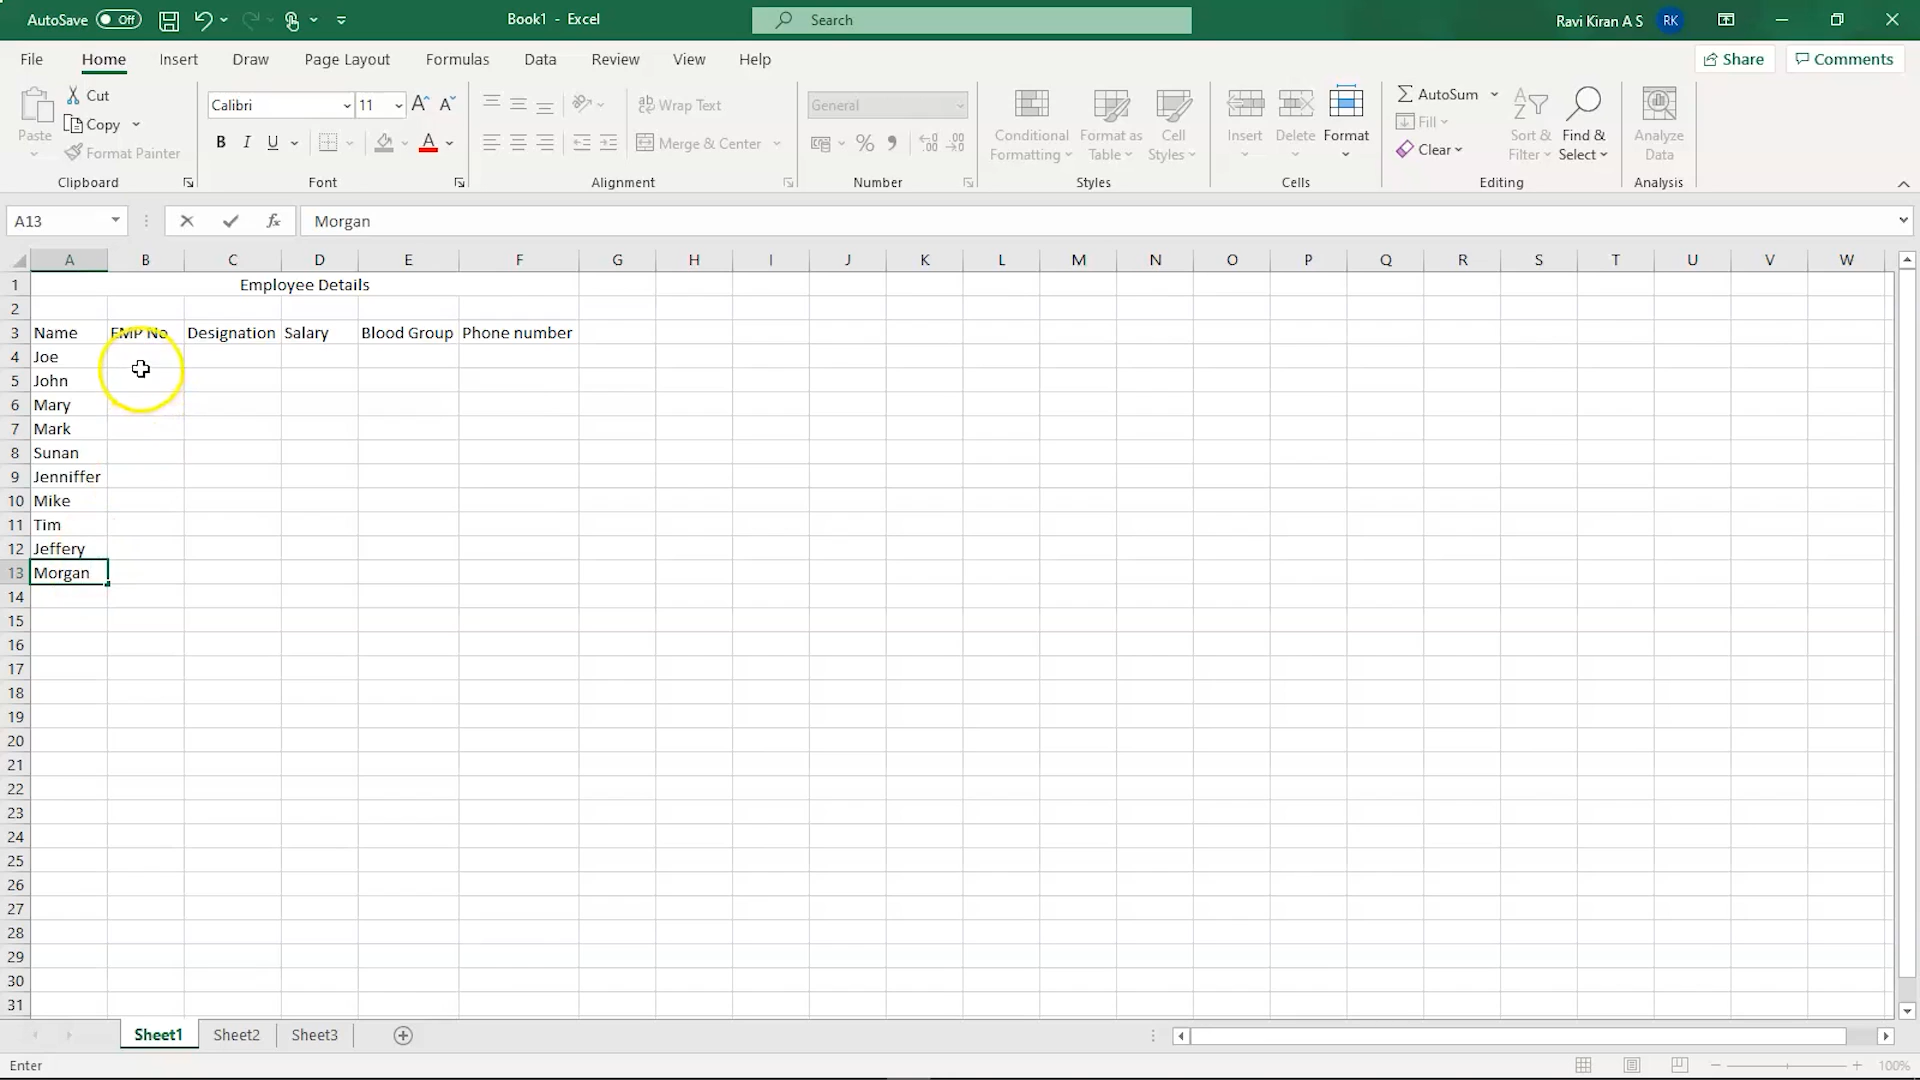 AutoSave Off Book1 - Excel Search Ravi Kiran A S RK
File Home Insert Draw Page Layout Formulas Data Review View Help Share Comments
Paste Cut Copy Format Painter Clipboard
Calibri 11 A A B I U A Font
ab Wrap Text Merge & Center Alignment
General % 9 Number
Conditional Formatting Format as Table Cell Styles Styles
Insert Delete Format Cells
AutoSum Fill Clear Sort & Filter Find & Select Editing
Analyze Data Analysis
A13 fx Morgan
A B C D E F G H I J K L M N O P Q R S T U V W
1 Employee Details
2
3 Name EMP No Designation Salary Blood Group Phone number
4 Joe
5 John
6 Mary
7 Mark
8 Sunan
9 Jenniffer
10 Mike
11 Tim
12 Jeffery
13 Morgan
14
15
16
17
18
19
20
21
22
23
24
25
26
27
28
29
30
31
Sheet1 Sheet2 Sheet3
Enter 100%